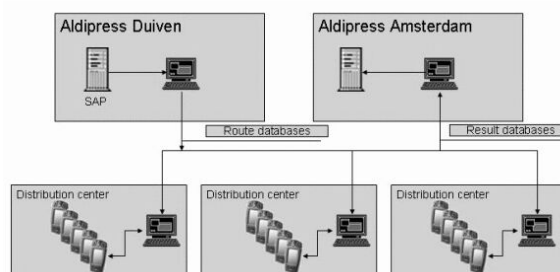 Aldipress Duiven
Aldipress Amsterdam
SAP
Route databases
Result databases
Distribution center
Distribution center
Distribution center